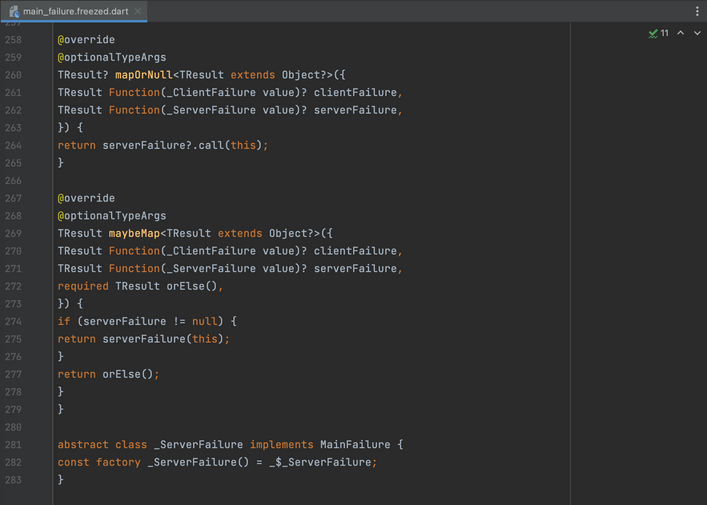 main_failure.freezed.dart
11
257
258 @override
259 @optionalTypeArgs
260 TResult? mapOrNull<TResult extends Object?>({
261 TResult Function(_ClientFailure value)? clientFailure,
262 TResult Function(_ServerFailure value)? serverFailure,
263 }) {
264 return serverFailure?.call(this);
265 }
266
267 @override
268 @optionalTypeArgs
269 TResult maybeMap<TResult extends Object?>({
270 TResult Function(_ClientFailure value)? clientFailure,
271 TResult Function(_ServerFailure value)? serverFailure,
272 required TResult orElse(),
273 }) {
274 if (serverFailure != null) {
275 return serverFailure(this);
276 }
277 return orElse();
278 }
279 }
280
281 abstract class _ServerFailure implements MainFailure {
282 const factory _ServerFailure() = _$_ServerFailure;
283 }